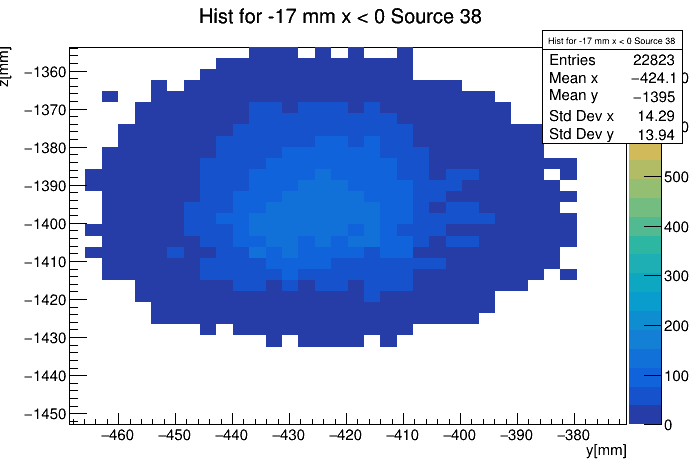 Hist for -17 mm x < 0 Source 38
z[mm]
Hist for -17 mm x < 0 Source 38
Entries 22823
Mean x −424.1
Mean y −1395
Std Dev x 14.29
Std Dev y 13.94
−1360
−1370
−1380
−1390
−1400
−1410
−1420
−1430
−1440
−1450
500
400
300
200
100
0
−460 −450 −440 −430 −420 −410 −400 −390 −380
y[mm]